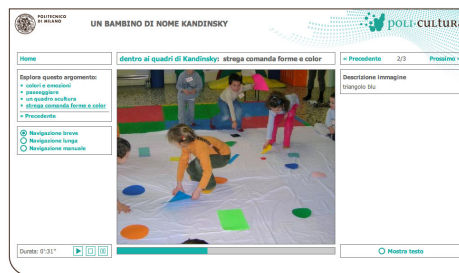 POLITECNICO
DI MILANO
UN BAMBINO DI NOME KANDINSKY
POLI-CULTURA
Home
dentro ai quadri di Kandinsky: strega comanda forme e color
« Precedente 2/3 Prossimo »
Esplora questo argomento:
colori e emozioni
passeggiare
un quadro scultura
strega comanda forme e color
« Precedente
Navigazione breve
Navigazione lunga
Navigazione manuale
Descrizione immagine
triangolo blu
Durata: 0':31"
Mostra testo